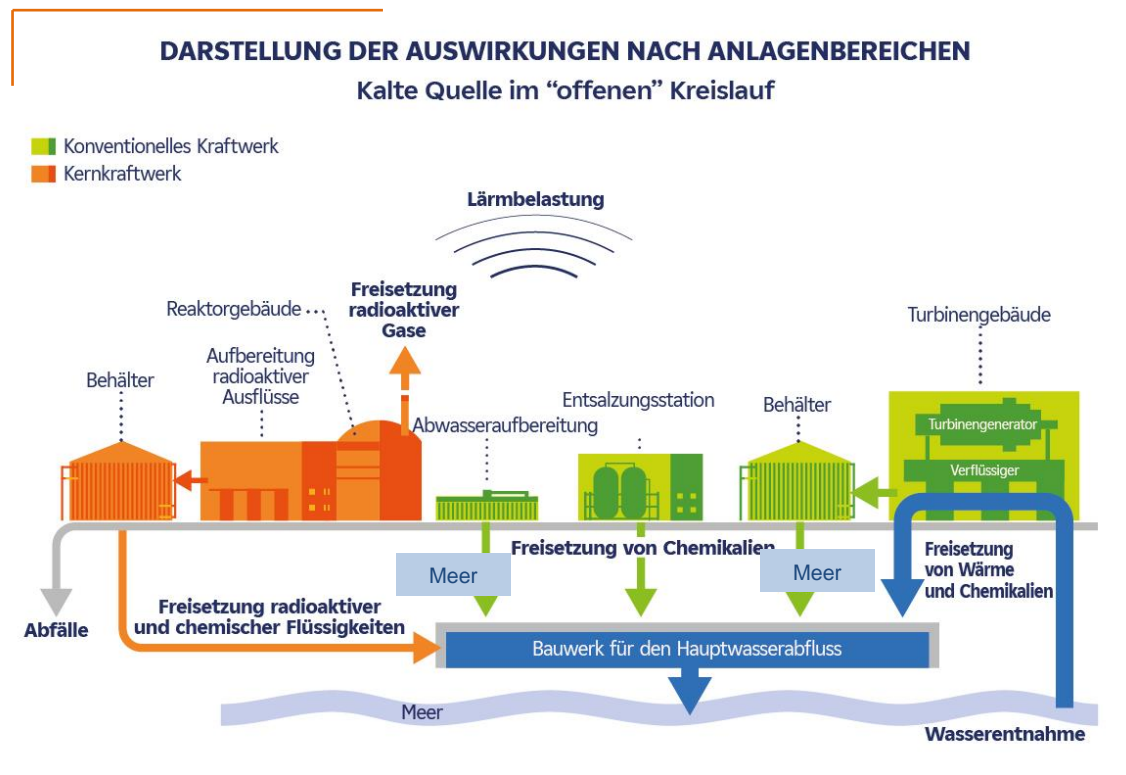 DARSTELLUNG DER AUSWIRKUNGEN NACH ANLAGENBEREICHEN
Kalte Quelle im “offenen” Kreislauf
Konventionelles Kraftwerk
Kernkraftwerk
Lärmbelastung
Freisetzung
radioaktiver
Gase
Reaktorgebäude
Turbinengebäude
Aufbereitung
radioaktiver
Ausflüsse
Behälter
Entsalzungsstation
Behälter
Abwasseraufbereitung
Turbinengenerator
Verflüssiger
Freisetzung von Chemikalien
Freisetzung
von Wärme
und Chemikalien
Meer
Meer
Abfälle
Freisetzung radioaktiver
und chemischer Flüssigkeiten
Bauwerk für den Hauptwasserabfluss
Meer
Wasserentnahme